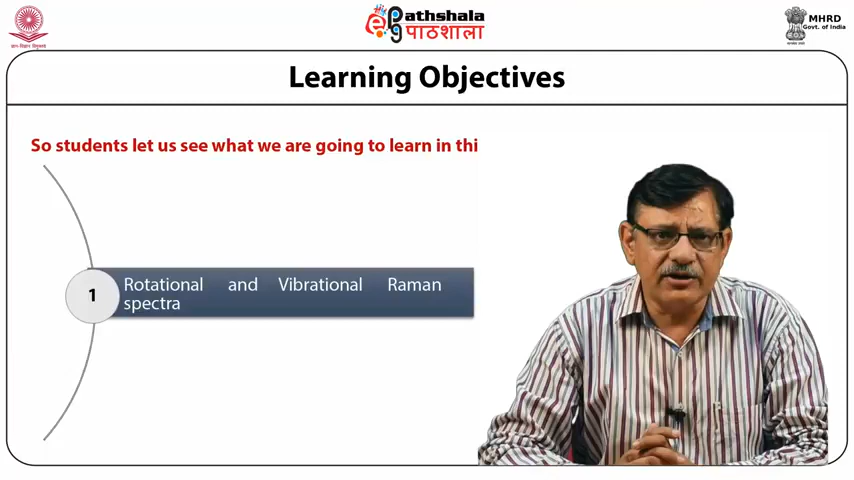 Pathshala
पाठशाला
MHRD
Govt. of India
Learning Objectives
So students let us see what we are going to learn in thi
1
Rotational and Vibrational Raman
spectra